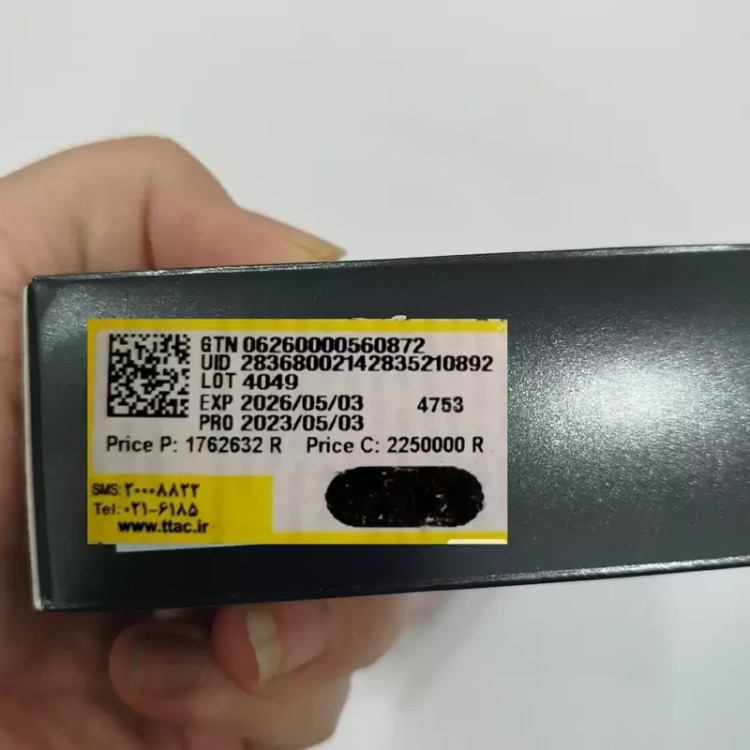 GTN 06260000560872
UID 28368002142835210892
LOT 4049
EXP 2026/05/03 4753
PRO 2023/05/03
Price P: 1762632 R Price C: 2250000 R
SMS:۲۰۰۰۸۸۲۲
Tel:۰۲۱-۶۱۸۵
www.ttac.ir